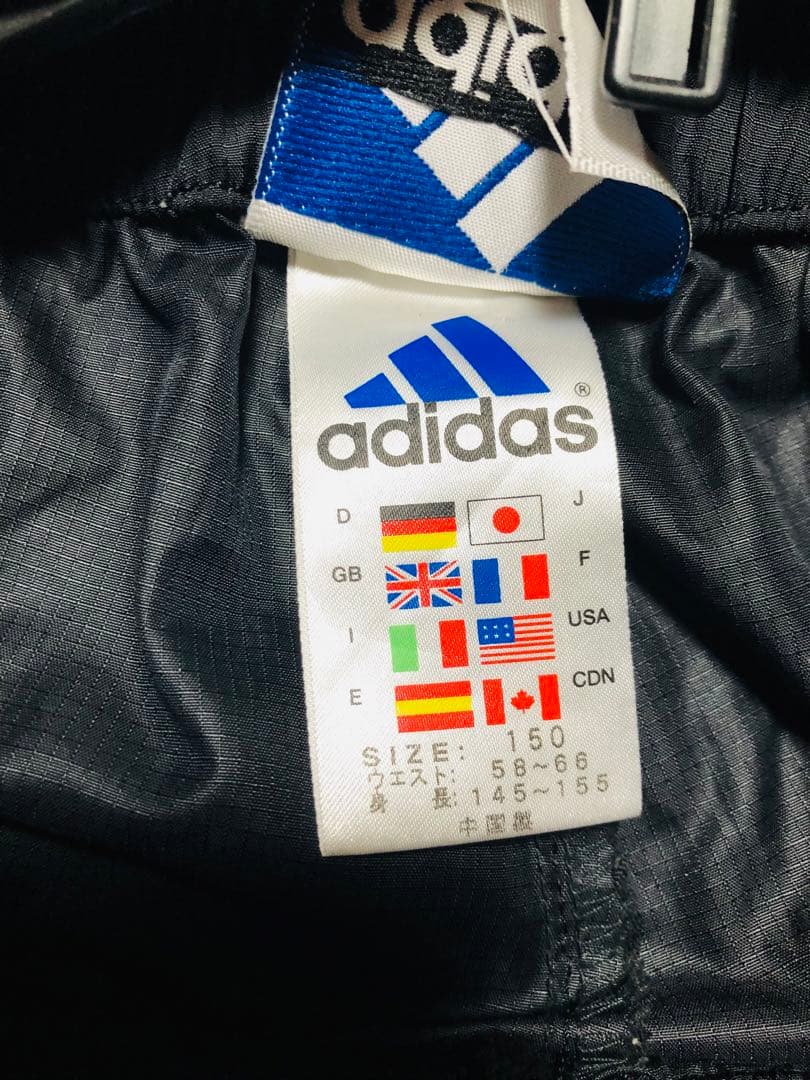 adidas
adidas®
D J
GB F
I USA
E CDN
SIZE: 150
ウエスト: 58~66
身 長: 145~155
中国製